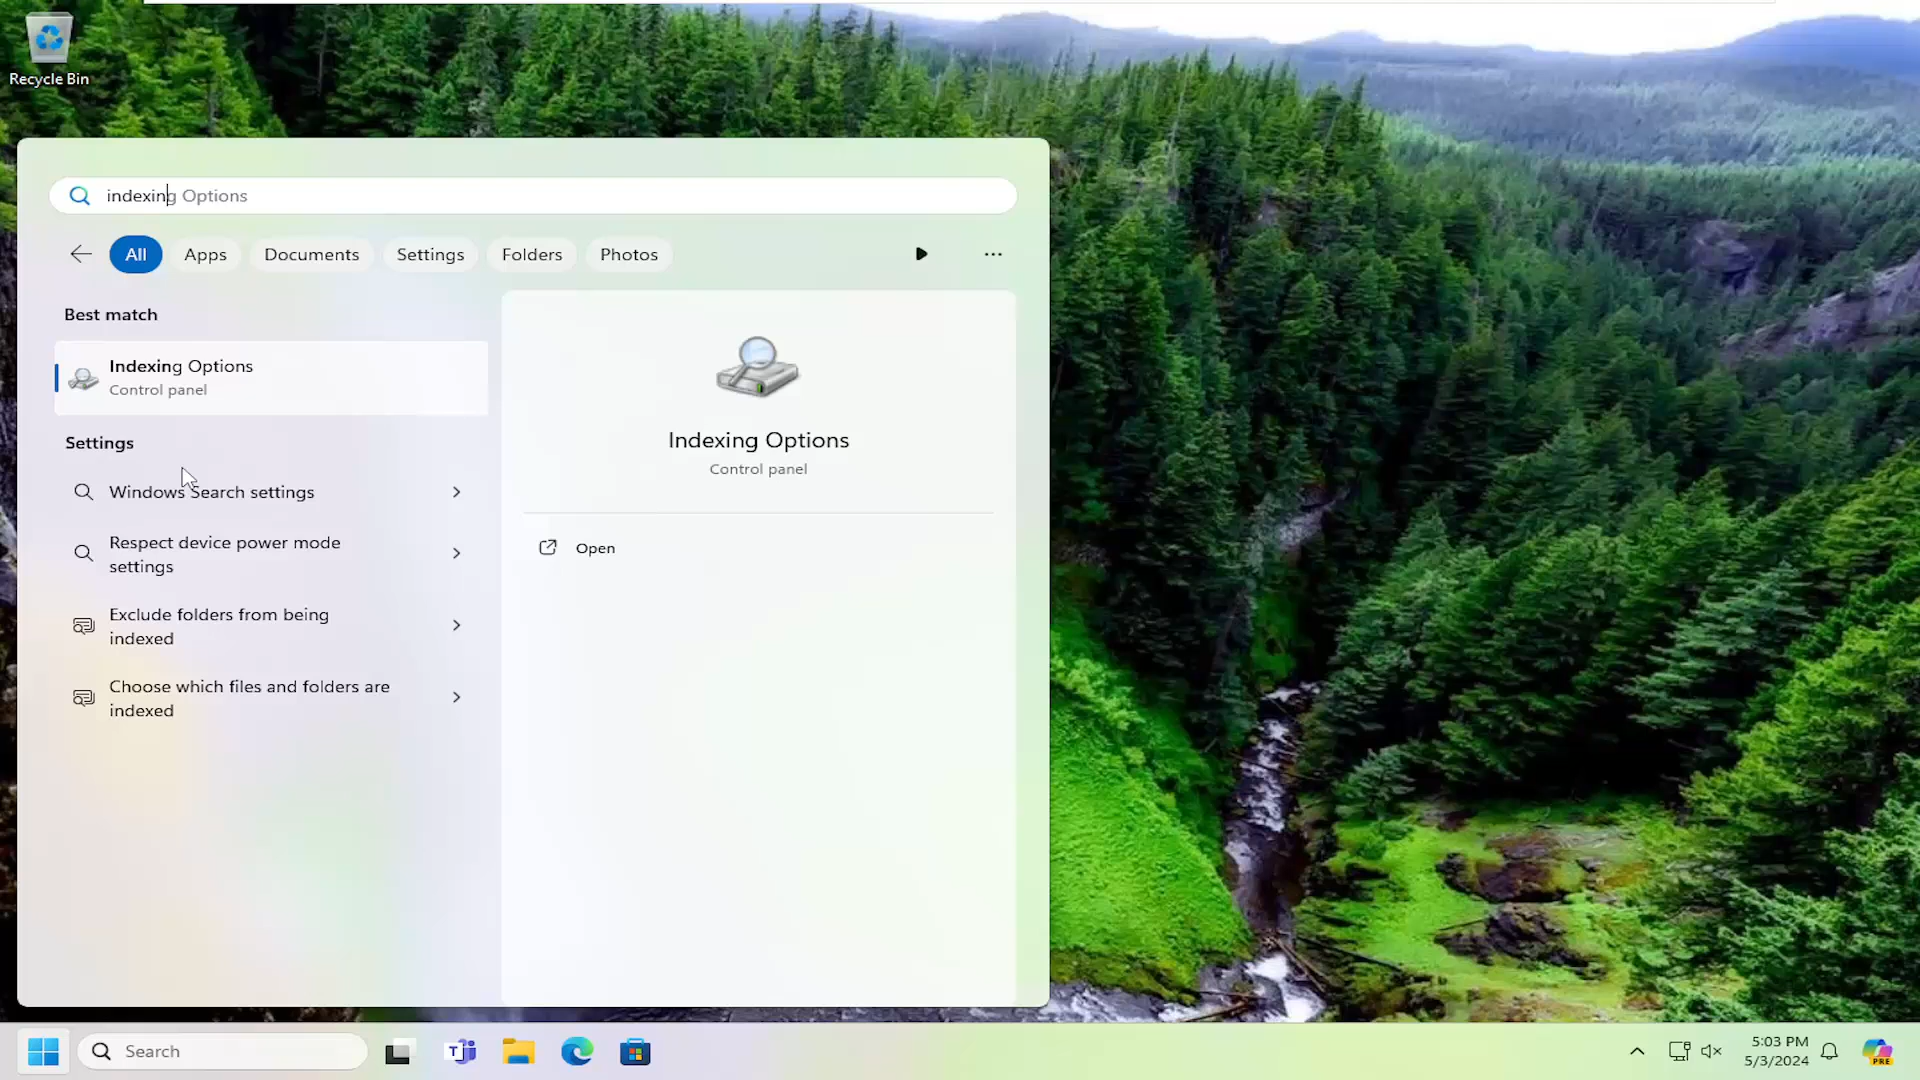 Recycle Bin
indexing Options
All
Apps
Documents
Settings
Folders
Photos
Best match
Indexing Options
Control panel
Settings
Windows Search settings
Respect device power mode
settings
Exclude folders from being
indexed
Choose which files and folders are
indexed
Indexing Options
Control panel
Open
Search
T
5:03 PM
5/3/2024
PRE